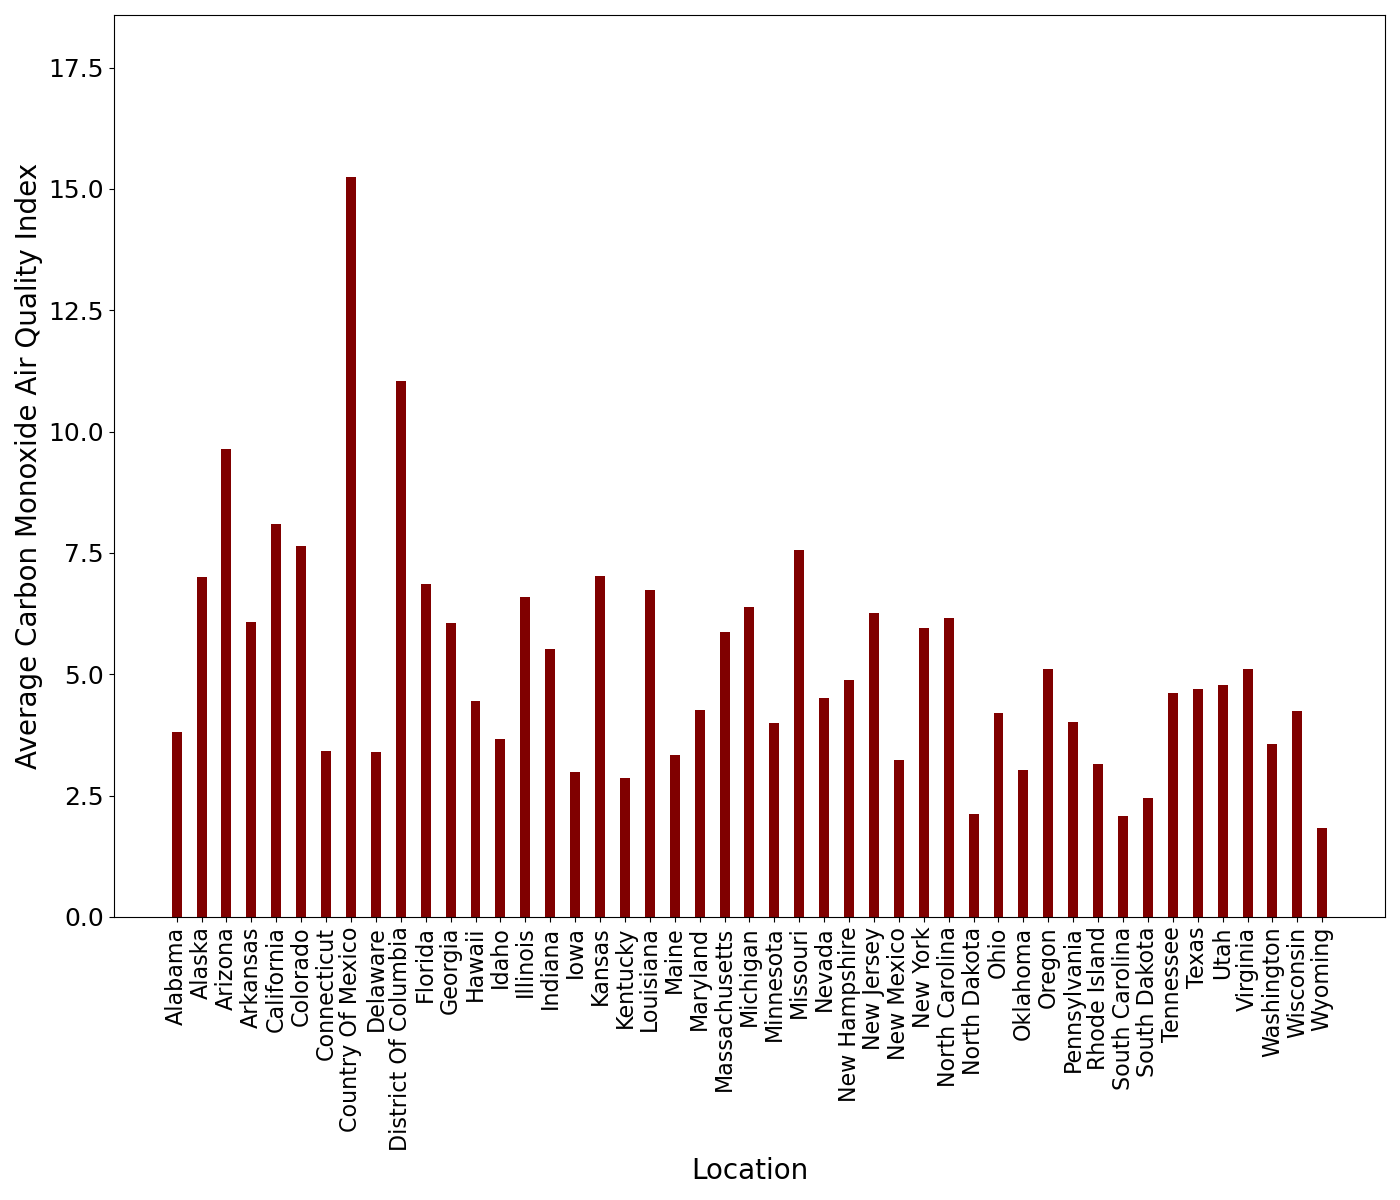 Average Carbon Monoxide Air Quality Index
17.5
15.0
12.5
10.0
7.5
5.0
2.5
0.0
Alabama
Alaska
Arizona
Arkansas
California
Colorado
Connecticut
Country Of Mexico
Delaware
District Of Columbia
Florida
Georgia
Hawaii
Idaho
Illinois
Indiana
Iowa
Kansas
Kentucky
Louisiana
Maine
Maryland
Massachusetts
Michigan
Minnesota
Missouri
Nevada
New Hampshire
New Jersey
New Mexico
New York
North Carolina
North Dakota
Ohio
Oklahoma
Oregon
Pennsylvania
Rhode Island
South Carolina
South Dakota
Tennessee
Texas
Utah
Virginia
Washington
Wisconsin
Wyoming
Location